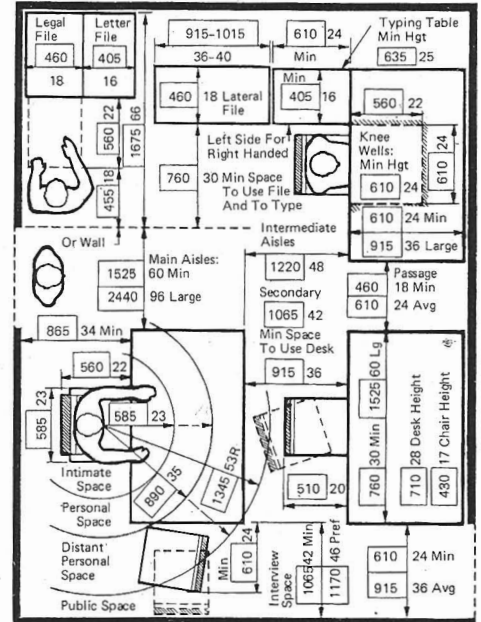 Legal File
Letter File
460
18
405
16
560 22
455 18
1675 66
915-1015
36-40
610 24
Min
Typing Table
Min Hgt
635 25
460 18 Lateral
File
Min
405 16
560 22
Left Side For
Right Handed
Knee
Wells:
Min Hgt
610 24
610 24
760 30 Min Space
To Use File
And To Type
610 24 Min
915 36 Large
Or Wall
Main Aisles:
1525 60 Min
2440 96 Large
Intermediate
Aisles
1220 48
Secondary
1065 42
Min Space
To Use Desk
915 36
Passage
460 18 Min
610 24 Avg
865 34 Min
560 22
585 23
585 23
890 35
1345 53R
Intimate
Space
Personal
Space
Distant
Personal
Space
Public Space
510 20
Min 610 24
Interview
Space
1065 42 Min
1170 46 Pref
760 30 Min 1525 60 Lg
710 28 Desk Height
430 17 Chair Height
610 24 Min
915 36 Avg